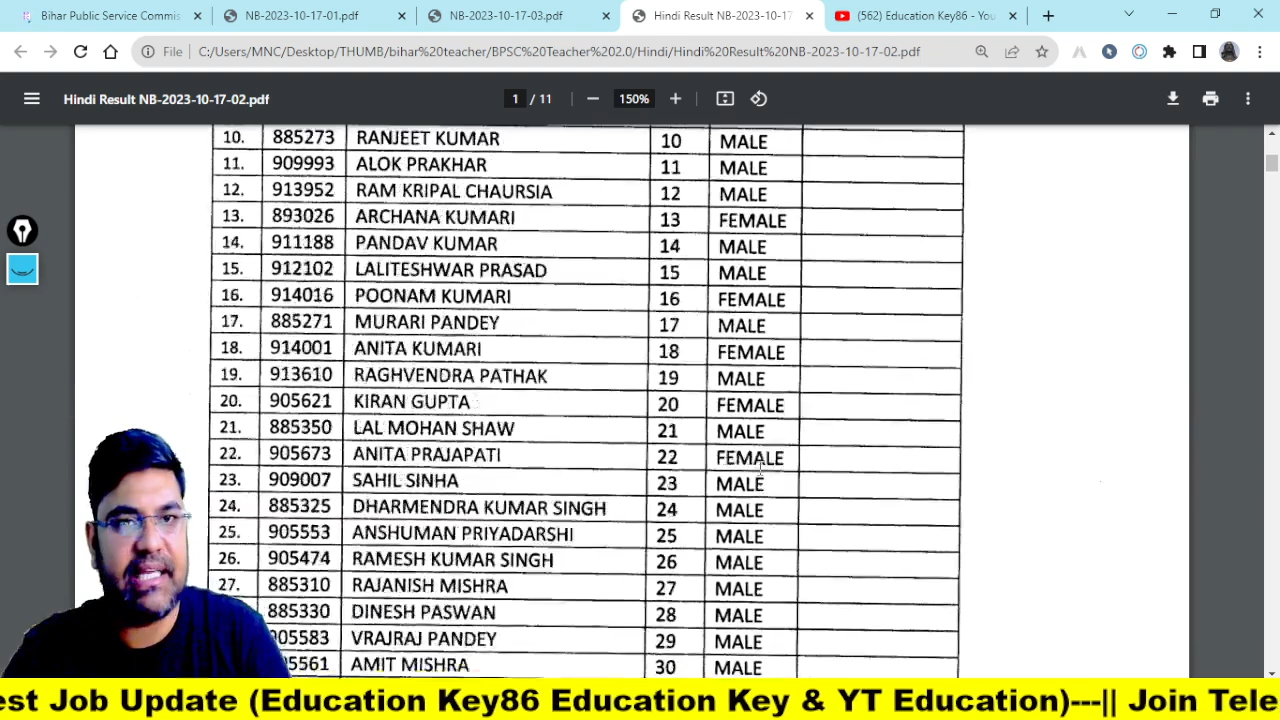 Bihar Public Service Commis
NB-2023-10-17-01.pdf
NB-2023-10-17-03.pdf
Hindi Result NB-2023-10-17
(562) Education Key86 - You
File C:/Users/MNC/Desktop/THUMB/bihar%20teacher/BPSC%20Teacher%202.0/Hindi/Hindi%20Result%20NB-2023-10-17-02.pdf
Hindi Result NB-2023-10-17-02.pdf 1 / 11 150%
10. 885273 RANJEET KUMAR 10 MALE
11. 909993 ALOK PRAKHAR 11 MALE
12. 913952 RAM KRIPAL CHAURSIA 12 MALE
13. 893026 ARCHANA KUMARI 13 FEMALE
14. 911188 PANDAV KUMAR 14 MALE
15. 912102 LALITESHWAR PRASAD 15 MALE
16. 914016 POONAM KUMARI 16 FEMALE
17. 885271 MURARI PANDEY 17 MALE
18. 914001 ANITA KUMARI 18 FEMALE
19. 913610 RAGHVENDRA PATHAK 19 MALE
20. 905621 KIRAN GUPTA 20 FEMALE
21. 885350 LAL MOHAN SHAW 21 MALE
22. 905673 ANITA PRAJAPATI 22 FEMALE
23. 909007 SAHIL SINHA 23 MALE
24. 885325 DHARMENDRA KUMAR SINGH 24 MALE
25. 905553 ANSHUMAN PRIYADARSHI 25 MALE
26. 905474 RAMESH KUMAR SINGH 26 MALE
27. 885310 RAJANISH MISHRA 27 MALE
885330 DINESH PASWAN 28 MALE
05583 VRAJRAJ PANDEY 29 MALE
5561 AMIT MISHRA 30 MALE
est Job Update (Education Key86 Education Key & YT Education)---|| Join Tele